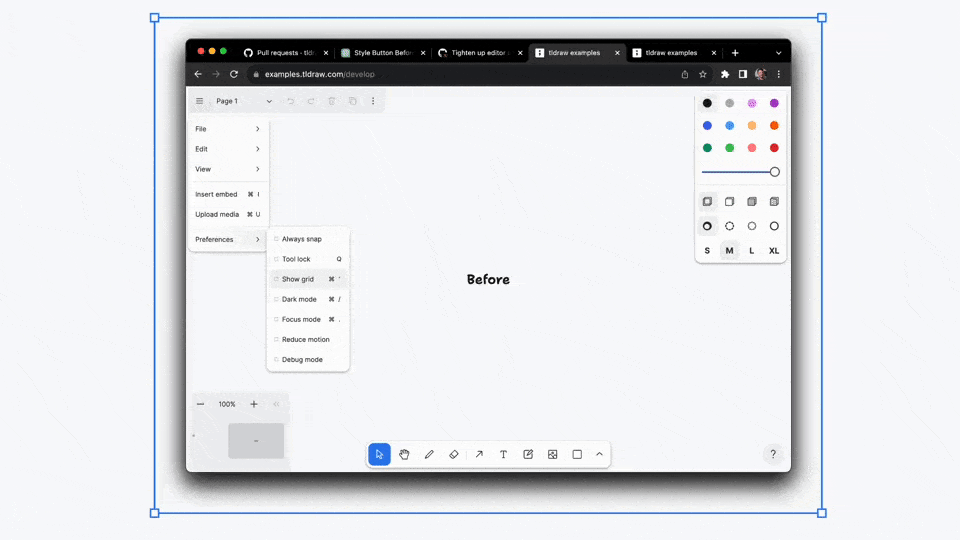 Pull requests · tldr
Style Button Befor
Tighten up editor
tldraw examples
tldraw examples
examples.tldraw.com/develop
Page 1
File
Edit
View
Insert embed ⌘ I
Upload media ⌘ U
Preferences
Always snap
Tool lock Q
Show grid ⌘ '
Dark mode ⌘ /
Focus mode ⌘ .
Reduce motion
Debug mode
Before
S M L XL
100%
?